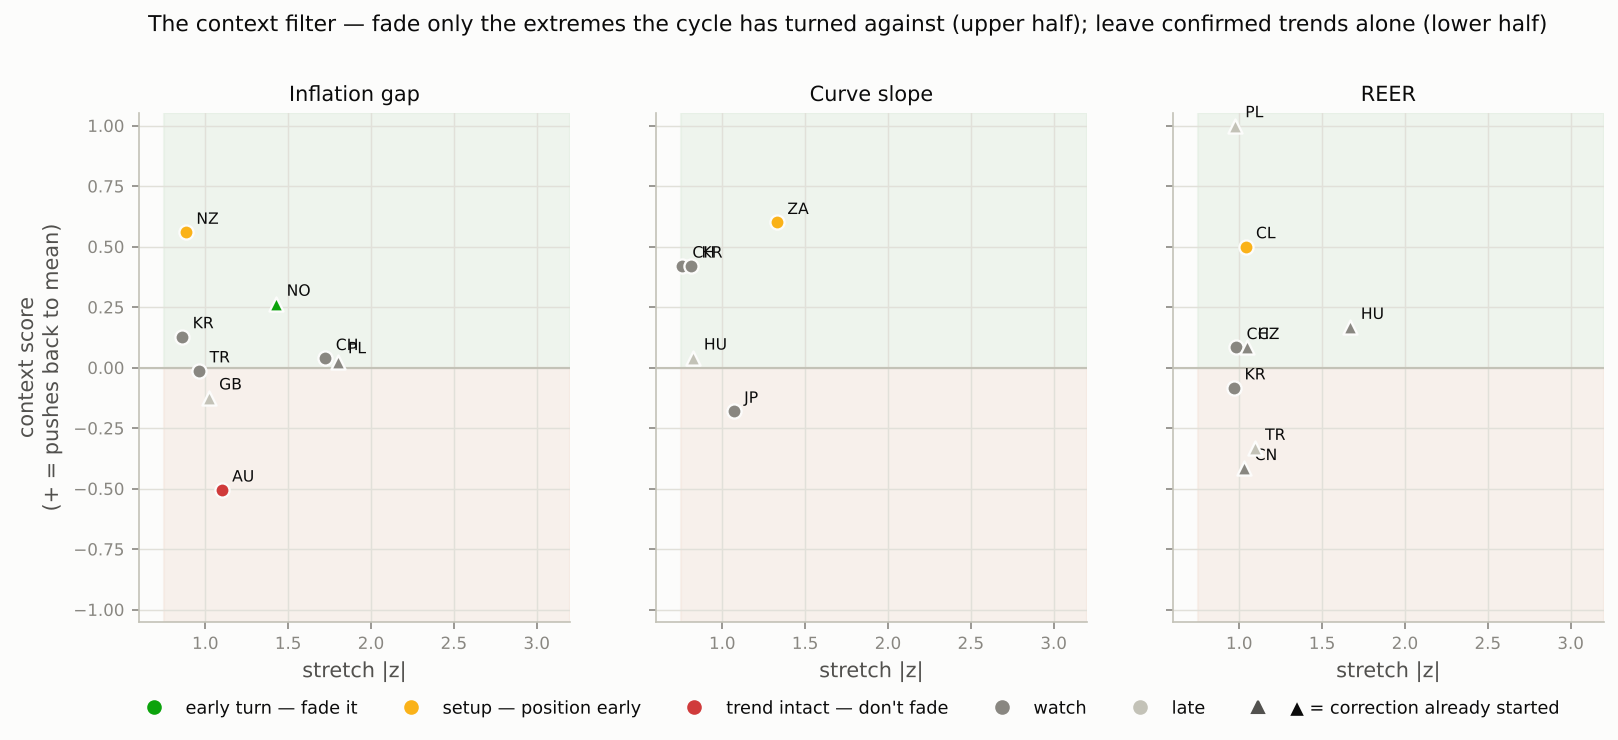 The context filter — fade only the extremes the cycle has turned against (upper half); leave confirmed trends alone (lower half)
Inflation gap
Curve slope
REER
context score
(+ = pushes back to mean)
1.00
0.75
0.50
0.25
0.00
−0.25
−0.50
−0.75
−1.00
NZ
NO
KR
CH
PL
TR
GB
AU
1.0 1.5 2.0 2.5 3.0
stretch |z|
ZA
CH
KR
HU
JP
1.0 1.5 2.0 2.5 3.0
stretch |z|
PL
CL
HU
CZ
KR
TR
CN
1.0 1.5 2.0 2.5 3.0
stretch |z|
early turn — fade it
setup — position early
trend intact — don't fade
watch
late
▲ = correction already started